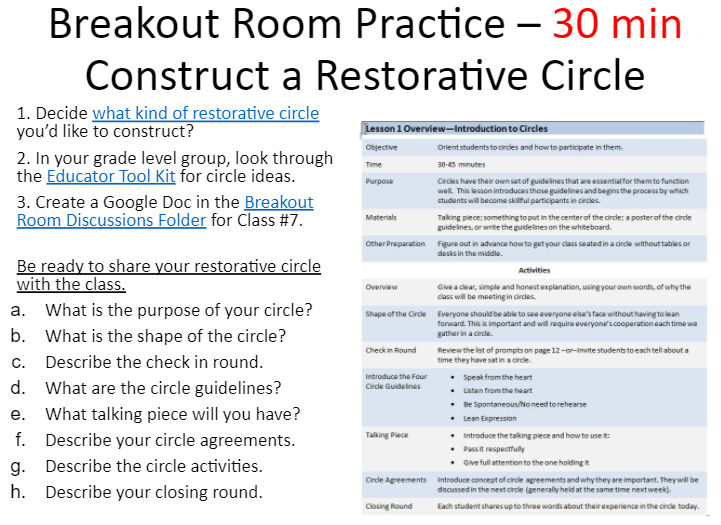 Breakout Room Practice – 30 min
Construct a Restorative Circle
1. Decide what kind of restorative circle
you'd like to construct?
2. In your grade level group, look through
the Educator Tool Kit for circle ideas.
3. Create a Google Doc in the Breakout
Room Discussions Folder for Class #7.
Be ready to share your restorative circle
with the class.
a. What is the purpose of your circle?
b. What is the shape of the circle?
c. Describe the check in round.
d. What are the circle guidelines?
e. What talking piece will you have?
f. Describe your circle agreements.
g. Describe the circle activities.
h. Describe your closing round.
Lesson 1 Overview—Introduction to Circles
Objective Orient students to circles and how to participate in them.
Time 30-45 minutes
Purpose Circles have their own set of guidelines that are essential for them to function
well. This lesson introduces those guidelines and begins the process by which
students will become skillful participants in circles.
Materials Talking piece; something to put in the center of the circle; a poster of the circle
guidelines, or write the guidelines on the whiteboard.
Other Preparation Figure out in advance how to get your class seated in a circle without tables or
desks in the middle.
Activities
Overview Give a clear, simple and honest explanation, using your own words, of why the
class will be meeting in circles.
Shape of the Circle Everyone should be able to see everyone else's face without having to lean
forward. This is important and will require everyone's cooperation each time we
gather in a circle.
Check in Round Review the list of prompts on page 12 –or–Invite students to each tell about a
time they have sat in a circle.
Introduce the Four
Circle Guidelines
• Speak from the heart
• Listen from the heart
• Be Spontaneous/No need to rehearse
• Lean Expression
Talking Piece • Introduce the talking piece and how to use it:
• Pass it respectfully
• Give full attention to the one holding it
Circle Agreements Introduce concept of circle agreements and why they are important. They will be
discussed in the next circle (generally held at the same time next week).
Closing Round Each student shares up to three words about their experience in the circle today.